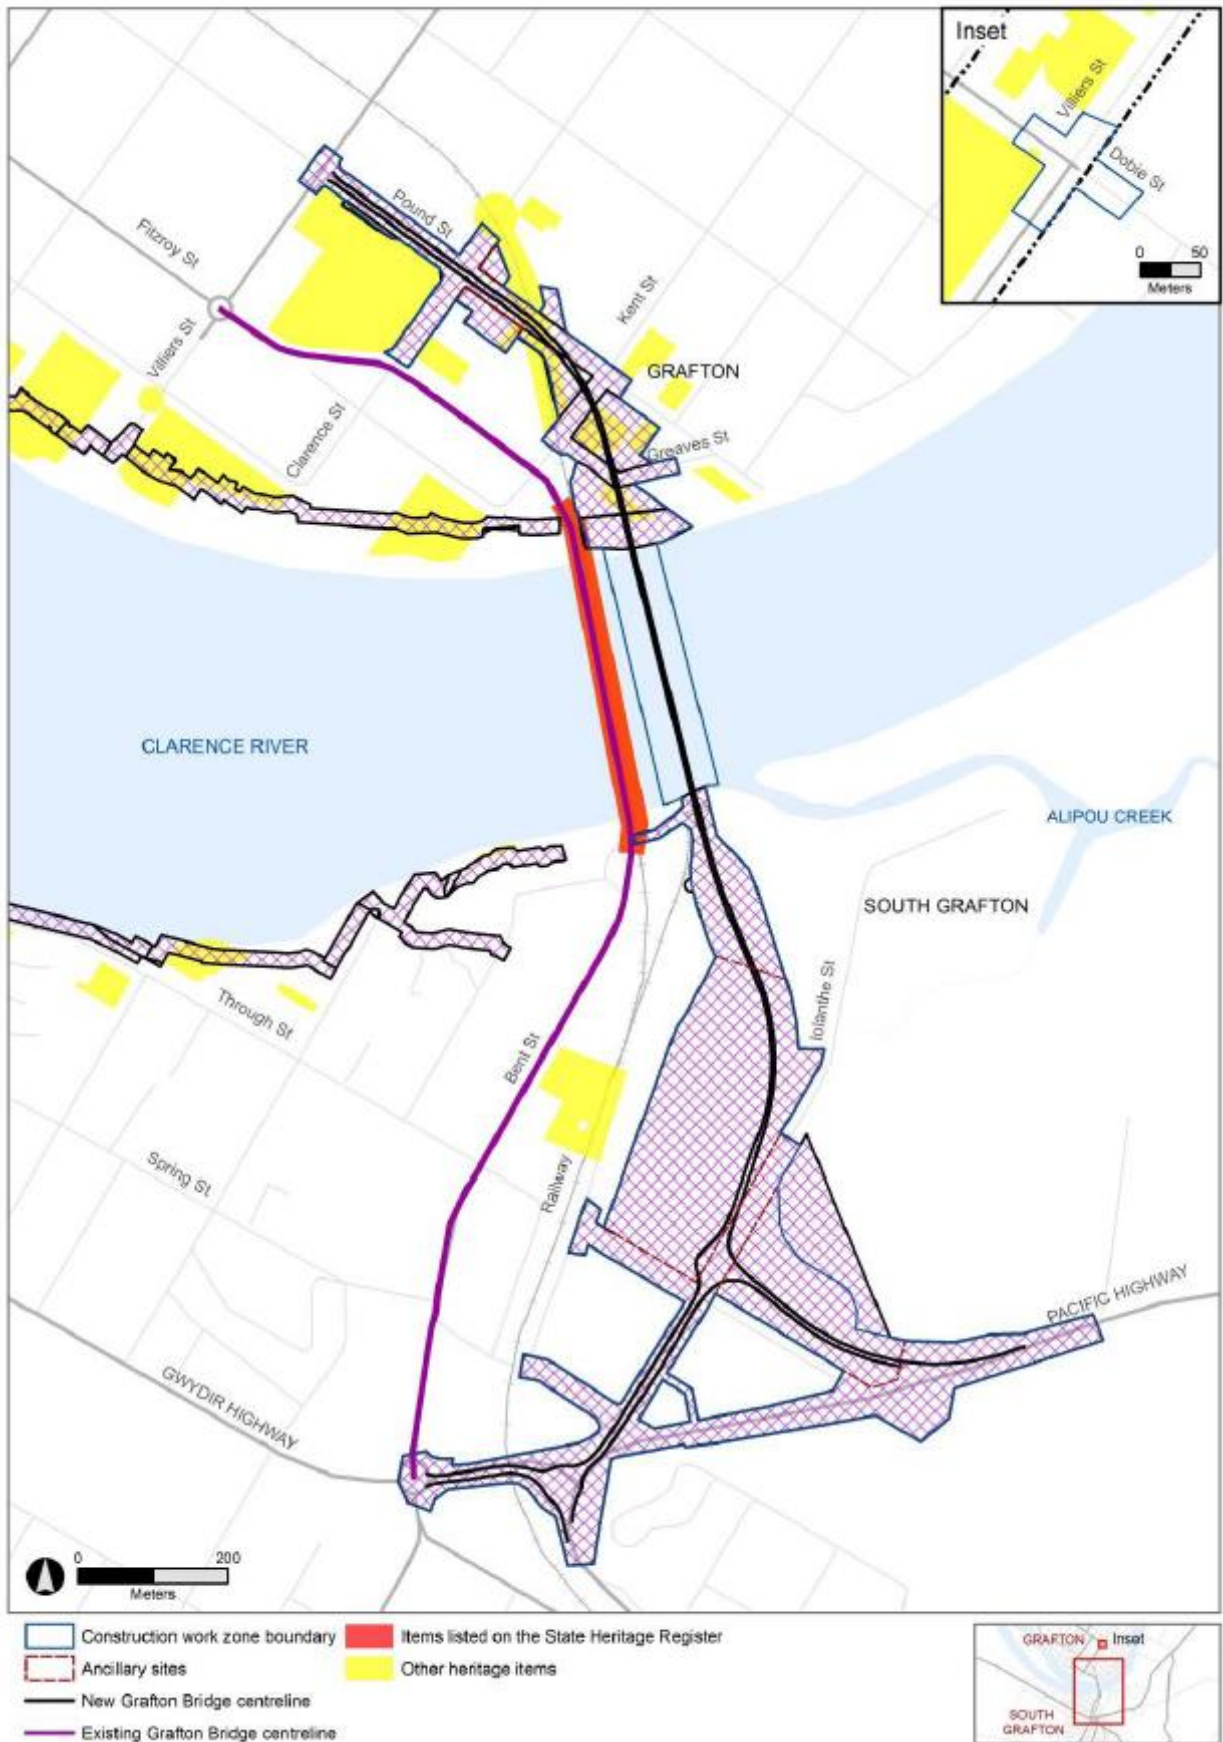 Inset
Villiers St
Dobie St
0 50
Meters
Pound St
Fitzroy St
Kent St
Villiers St
GRAFTON
Clarence St
Greaves St
CLARENCE RIVER
ALIPOU CREEK
SOUTH GRAFTON
Through St
Iolanthe St
Bent St
Spring St
Railway
PACIFIC HIGHWAY
GWYDIR HIGHWAY
0 200
Meters
Construction work zone boundary
Items listed on the State Heritage Register
Ancillary sites
Other heritage items
New Grafton Bridge centreline
Existing Grafton Bridge centreline
GRAFTON
Inset
SOUTH
GRAFTON